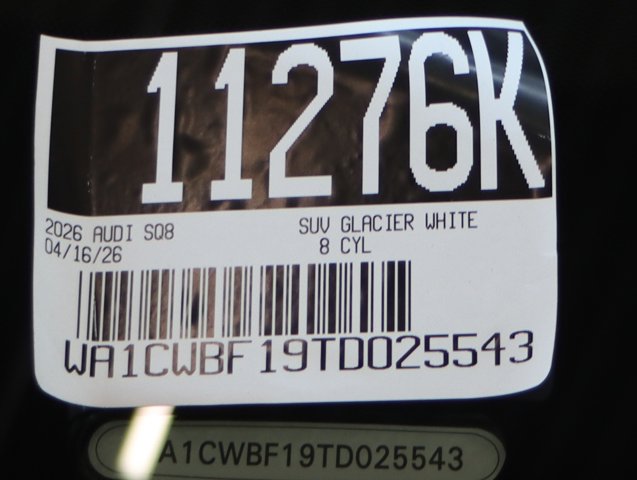 11276K
2026 AUDI SQ8 SUV GLACIER WHITE
04/16/26 8 CYL
WA1CWBF19TD025543
A1CWBF19TD025543